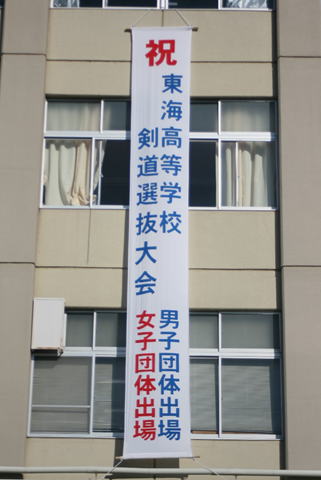 祝
東海高等学校
剣道選抜大会
男子団体出場
女子団体出場